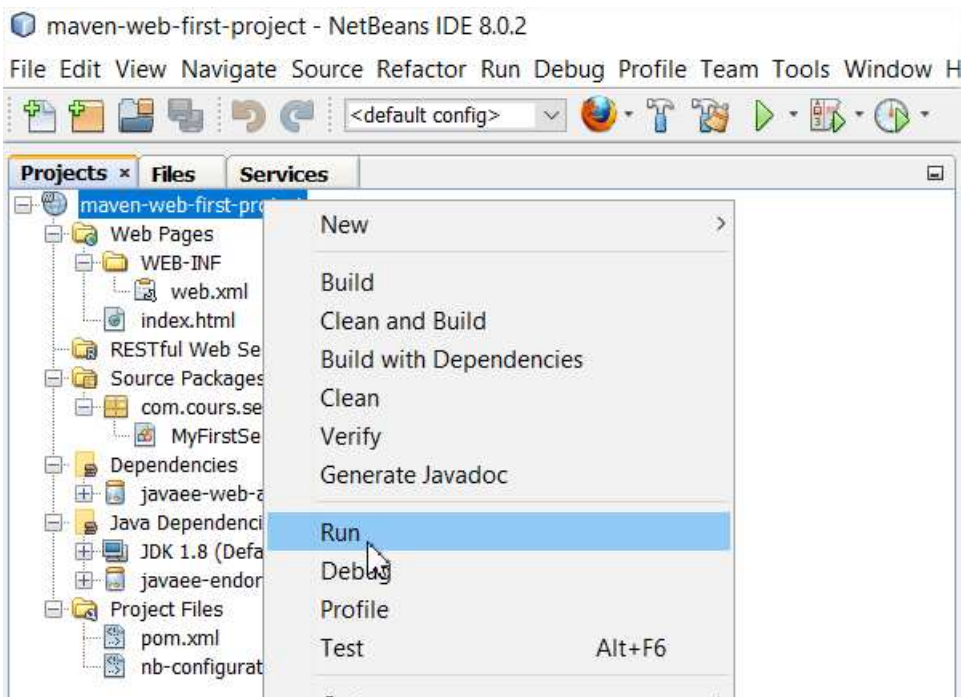 maven-web-first-project - NetBeans IDE 8.0.2
File Edit View Navigate Source Refactor Run Debug Profile Team Tools Window H
<default config>
Projects × Files Services
maven-web-first-pro
Web Pages
WEB-INF
web.xml
index.html
RESTful Web Se
Source Packages
com.cours.se
MyFirstSe
Dependencies
javaee-web-a
Java Dependenci
JDK 1.8 (Defa
javaee-endor
Project Files
pom.xml
nb-configurat
New
Build
Clean and Build
Build with Dependencies
Clean
Verify
Generate Javadoc
Run
Debug
Profile
Test Alt+F6